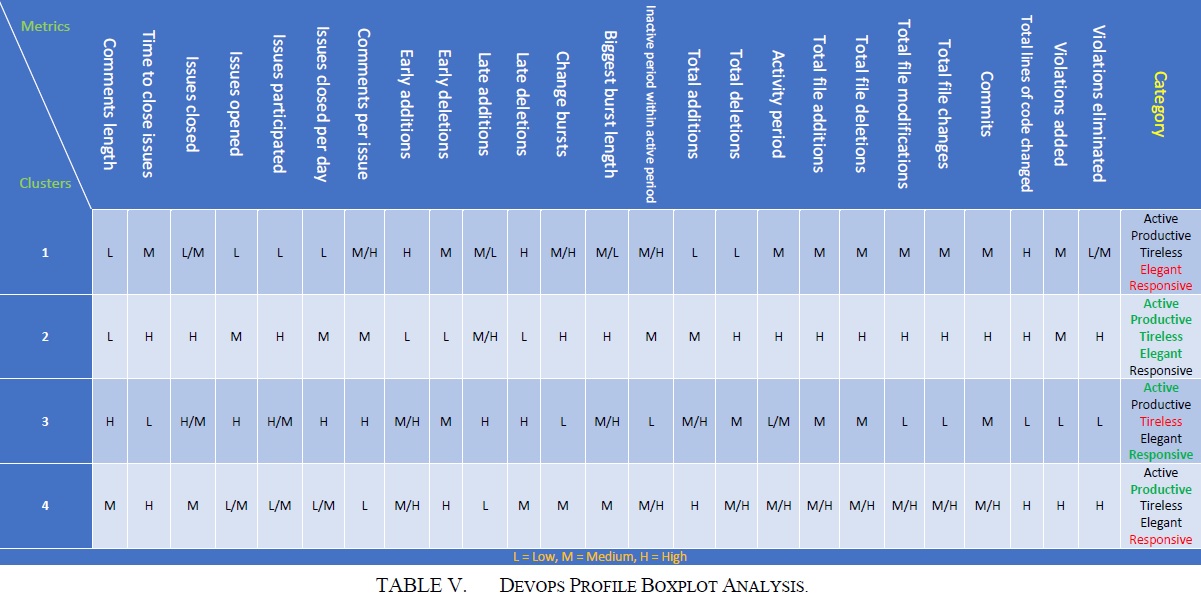 Metrics
Clusters
Comments length
Time to close issues
Issues closed
Issues opened
Issues participated
Issues closed per day
Comments per issue
Early additions
Early deletions
Late additions
Late deletions
Change bursts
Biggest burst length
Inactive period within active period
Total additions
Total deletions
Activity period
Total file additions
Total file deletions
Total file modifications
Total file changes
Commits
Total lines of code changed
Violations added
Violations eliminated
Category
1 L M L/M L L L M/H H M M/L H M/H M/L M/H L L M M M M M M H M L/M
Active
Productive
Tireless
Elegant
Responsive
2 L H H M H M M L L M/H L H H M M H H H H H H H H M H
Active
Productive
Tireless
Elegant
Responsive
3 H L H/M H H/M H H M/H M H H L M/H L M/H M L/M M M L L M L L L
Active
Productive
Tireless
Elegant
Responsive
4 M H M L/M L/M L/M L M/H H L M M M M/H H M/H M/H M/H M/H M/H M/H M/H H H H
Active
Productive
Tireless
Elegant
Responsive
L = Low, M = Medium, H = High
TABLE V. DEVOPS PROFILE BOXPLOT ANALYSIS.